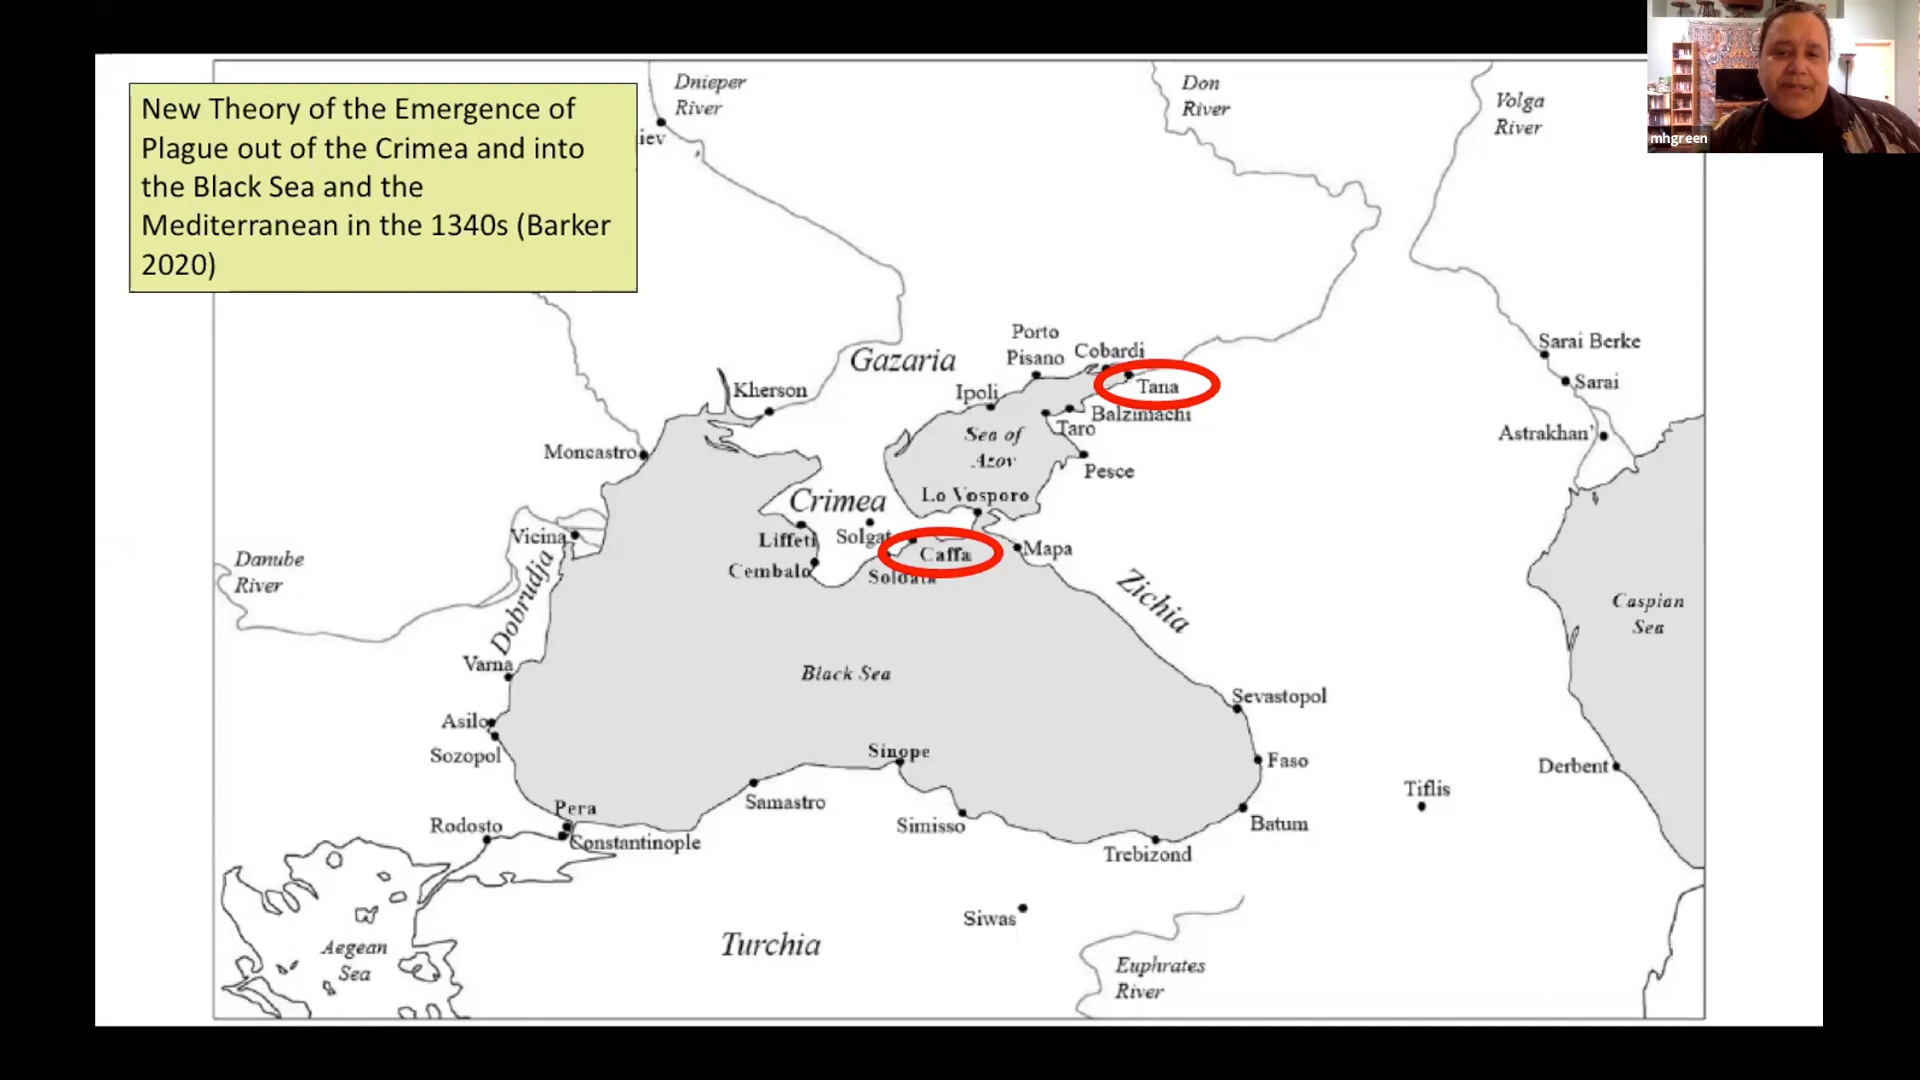 New Theory of the Emergence of
Plague out of the Crimea and into
the Black Sea and the
Mediterranean in the 1340s (Barker
2020)
mhgreen
Dnieper
River
iev
Don
River
Volga
River
Porto
Pisano
Cobardi
Gazaria
Tana
Sarai Berke
Sarai
Kherson
Ipoli
Balzimachi
Taro
Sea of
Azov
Astrakhan'
Moncastro
Pesce
Crimea
Lo Vosporo
Vicina
Liffeti
Solgat
Caffa
Mapa
Danube
River
Cembalo
Soldaia
Dobrudja
Zichia
Caspian
Sea
Varna
Black Sea
Sevastopol
Asilo
Sozopol
Sinope
Faso
Derbent
Tiflis
Samastro
Pera
Rodosto
Constantinople
Simisso
Batum
Trebizond
Siwas
Aegean
Sea
Turchia
Euphrates
River